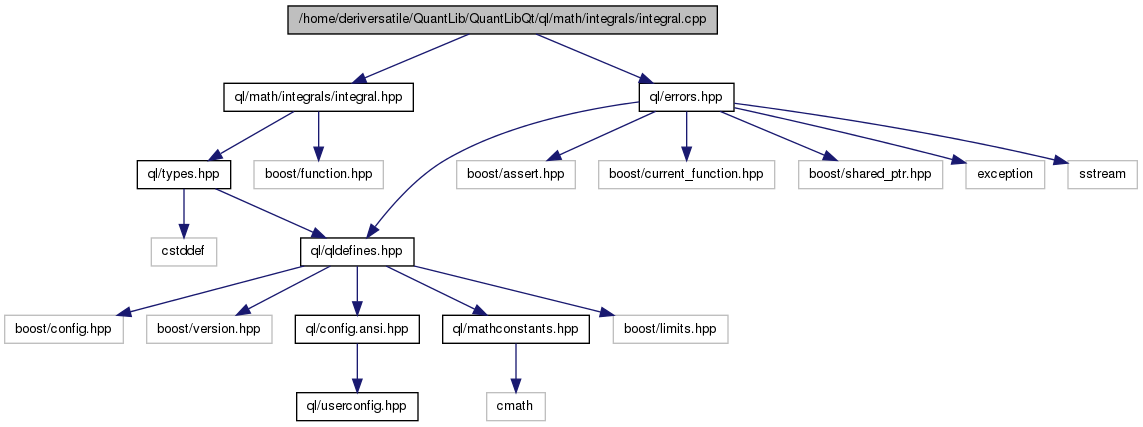 /home/deriversatile/QuantLib/QuantLibQt/ql/math/integrals/integral.cpp
ql/math/integrals/integral.hpp
ql/errors.hpp
ql/types.hpp
boost/function.hpp
boost/assert.hpp
boost/current_function.hpp
boost/shared_ptr.hpp
exception
sstream
cstddef
ql/qldefines.hpp
boost/config.hpp
boost/version.hpp
ql/config.ansi.hpp
ql/mathconstants.hpp
boost/limits.hpp
ql/userconfig.hpp
cmath